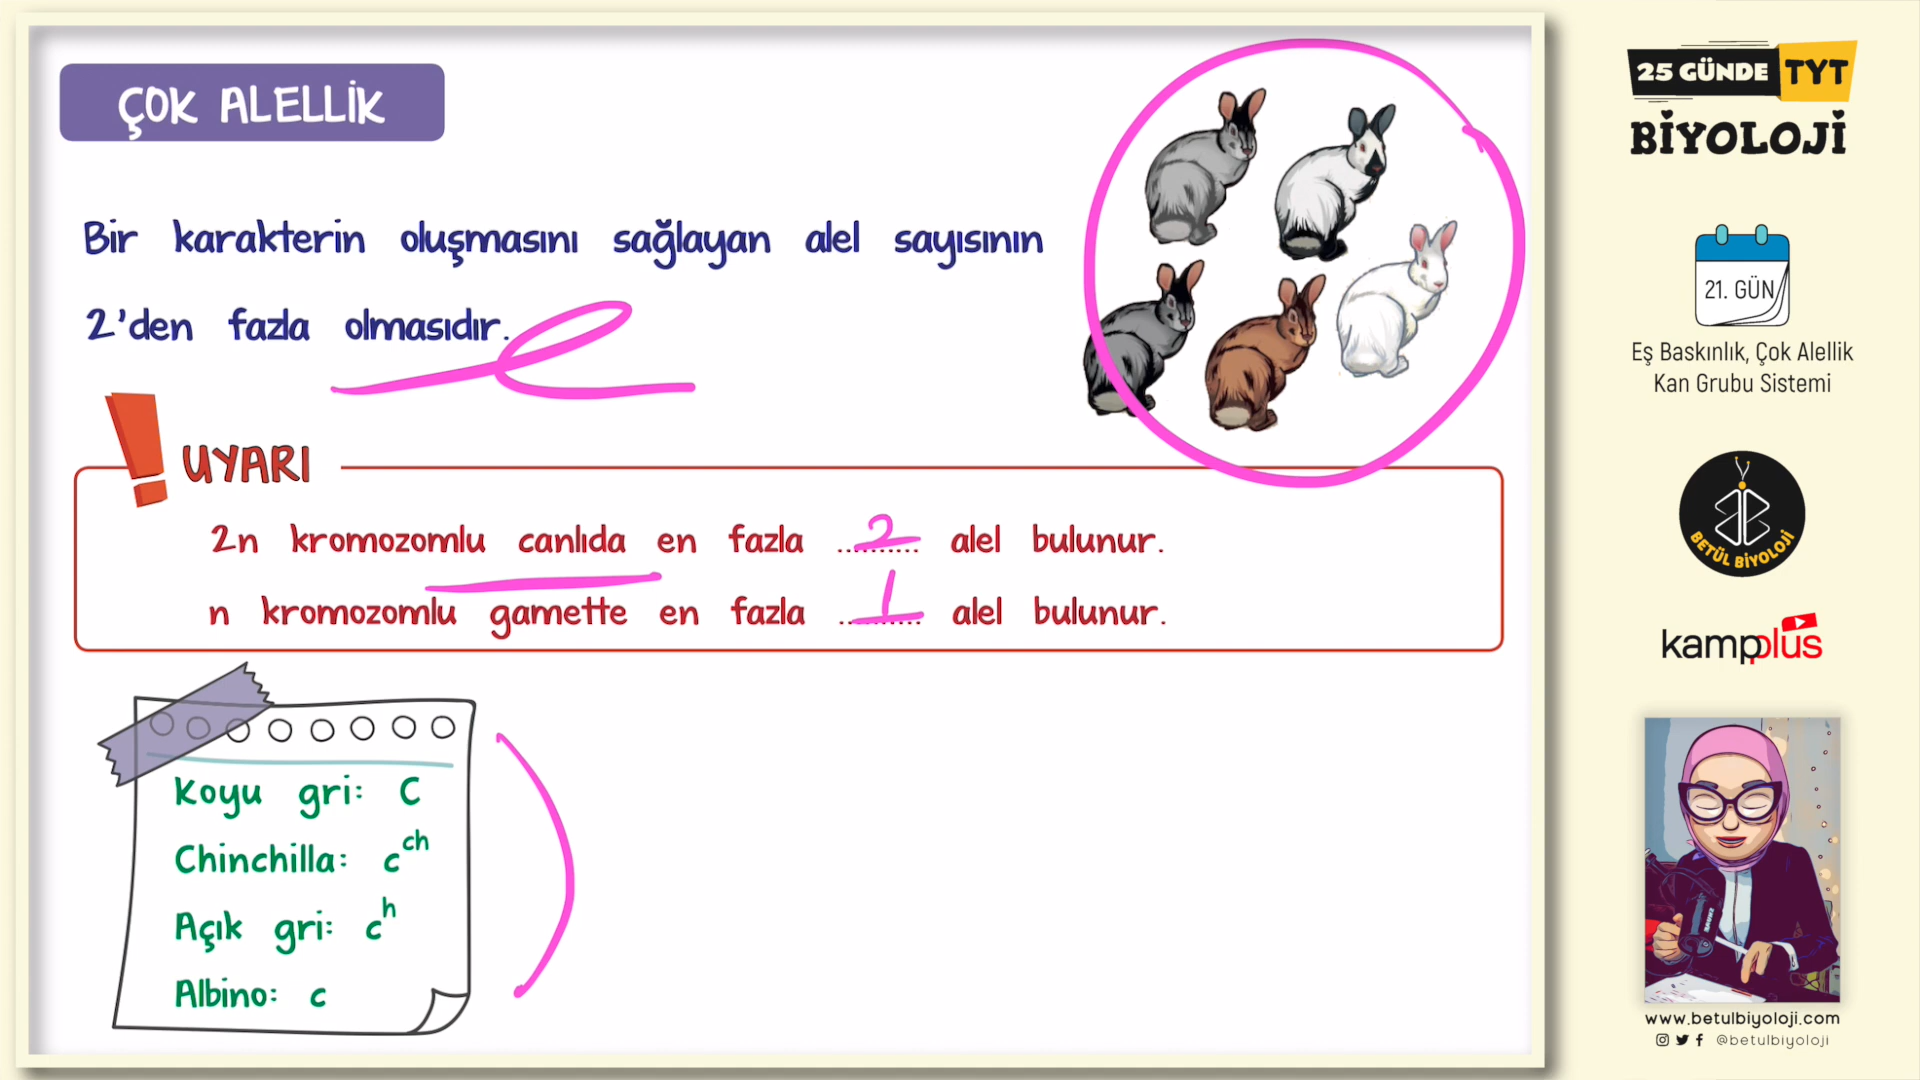 ÇOK ALELLİK
Bir karakterin oluşmasını sağlayan alel sayısının
2'den fazla olmasıdır.
UYARI
2n kromozomlu canlıda en fazla ....2.... alel bulunur.
n kromozomlu gamette en fazla ....1.... alel bulunur.
Koyu gri: C
Chinchilla: c^ch
Açık gri: c^h
Albino: c
25 GÜNDE TYT
BİYOLOJİ
21. GÜN
Eş Baskınlık, Çok Alellik
Kan Grubu Sistemi
BETÜL BİYOLOJİ
kampplus
www.betulbiyoloji.com
@betulbiyoloji